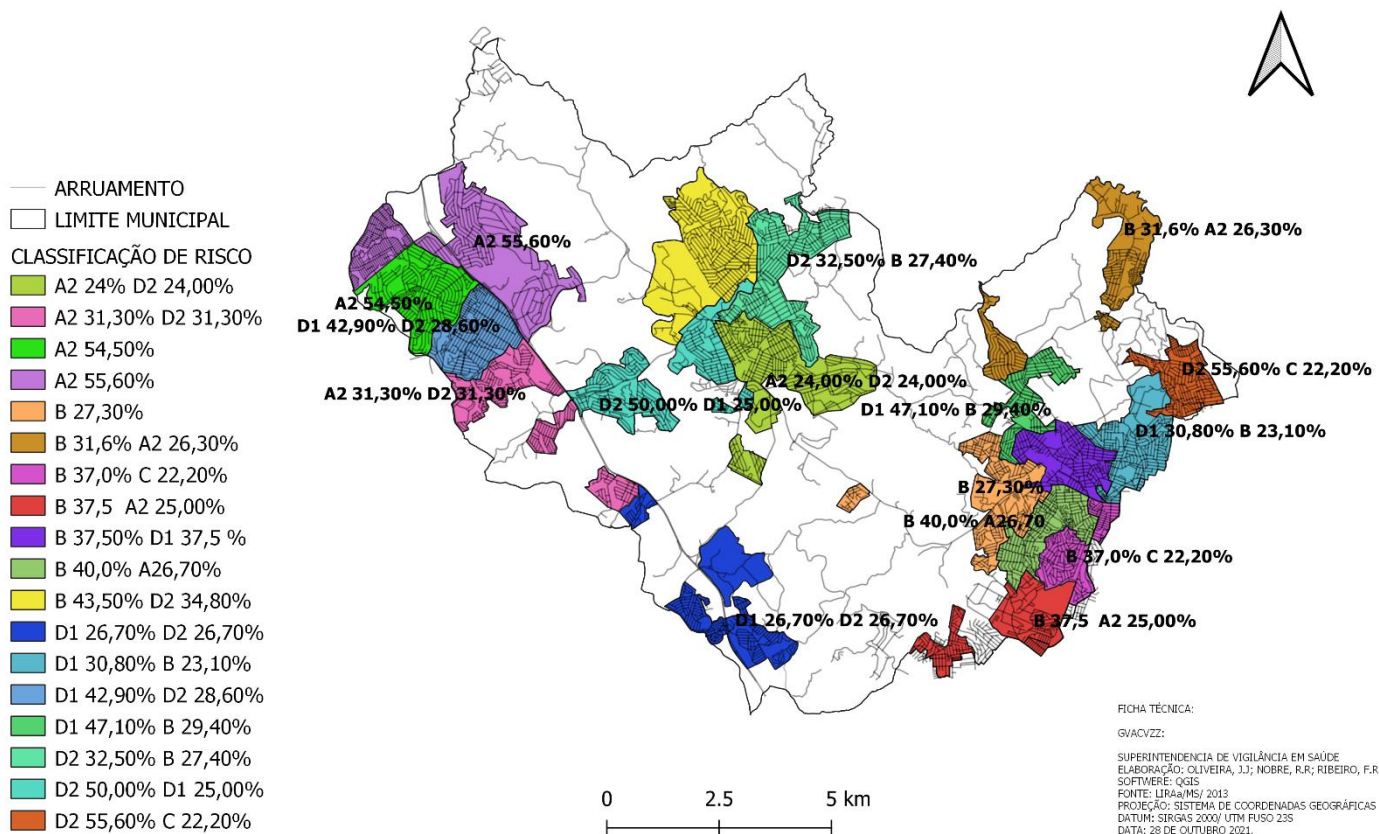 ARRUAMENTO
LIMITE MUNICIPAL
CLASSIFICAÇÃO DE RISCO
A2 24% D2 24,00%
A2 31,30% D2 31,30%
A2 54,50%
A2 55,60%
B 27,30%
B 31,6% A2 26,30%
B 37,0% C 22,20%
B 37,5  A2 25,00%
B 37,50% D1 37,5 %
B 40,0% A26,70%
B 43,50% D2 34,80%
D1 26,70% D2 26,70%
D1 30,80% B 23,10%
D1 42,90% D2 28,60%
D1 47,10% B 29,40%
D2 32,50% B 27,40%
D2 50,00% D1 25,00%
D2 55,60% C 22,20%
B 31,6% A2 26,30%
A2 55,60%
D2 32,50% B 27,40%
A2 54,50%
D1 42,90% D2 28,60%
D2 55,60% C 22,20%
A2 24,00% D2 24,00%
A2 31,30% D2 31,30%
D2 50,00% D1 25,00%
D1 47,10% B 29,40%
D1 30,80% B 23,10%
B 27,30%
B 40,0% A26,70
B 37,0% C 22,20%
D1 26,70% D2 26,70%
B 37,5  A2 25,00%
0 2.5 5 km
FICHA TÉCNICA:
GVACVZZ:
SUPERINTENDENCIA DE VIGILÂNCIA EM SAÚDE
ELABORAÇÃO: OLIVEIRA, J.J; NOBRE, R.R; RIBEIRO, F.R
SOFTWERE: QGIS
FONTE: LIRAa/MS/ 2013
PROJEÇÃO: SISTEMA DE COORDENADAS GEOGRÁFICAS
DATUM: SIRGAS 2000/ UTM FUSO 23S
DATA: 28 DE OUTUBRO 2021.